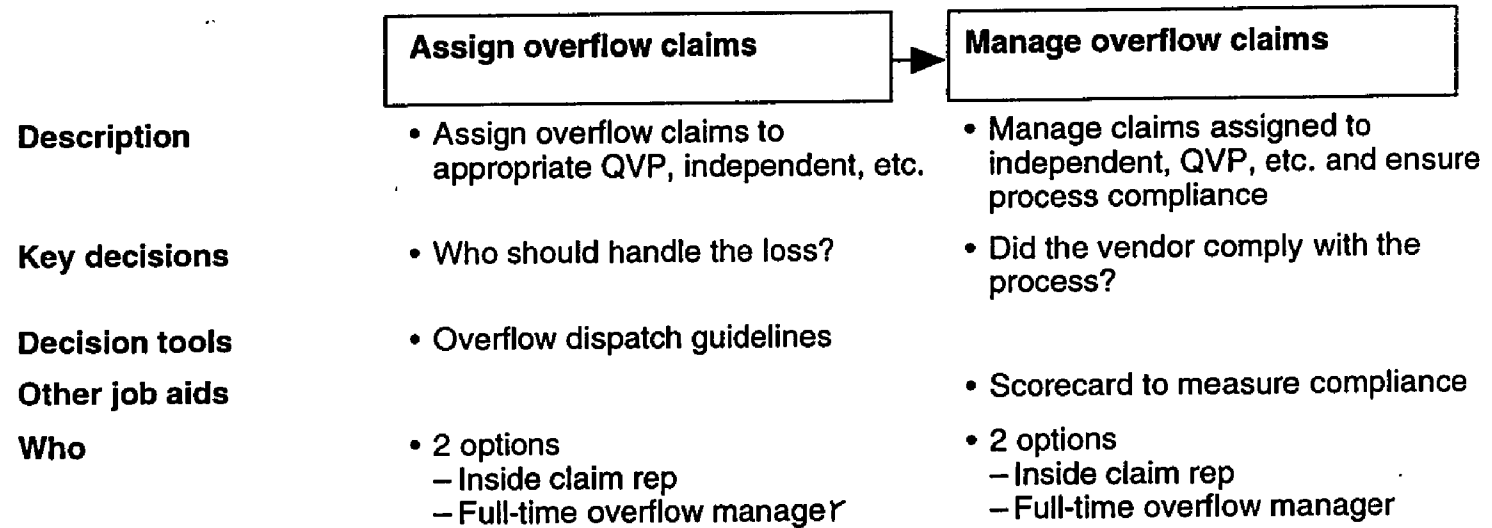 Assign overflow claims
Manage overflow claims
Description
• Assign overflow claims to
appropriate QVP, independent, etc.
• Manage claims assigned to
independent, QVP, etc. and ensure
process compliance
Key decisions
• Who should handle the loss?
• Did the vendor comply with the
process?
Decision tools
• Overflow dispatch guidelines
Other job aids
• Scorecard to measure compliance
Who
• 2 options
– Inside claim rep
– Full-time overflow manager
• 2 options
– Inside claim rep
– Full-time overflow manager